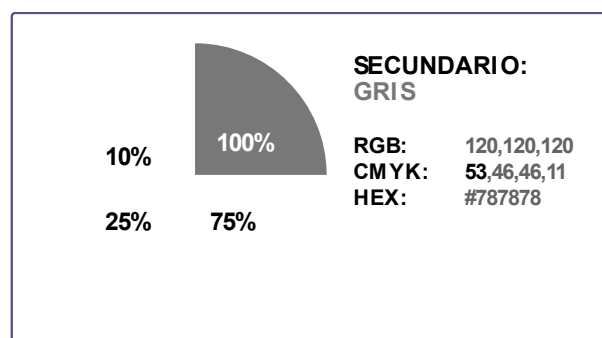 10%
100%
25%
75%
SECUNDARIO:
GRIS
RGB: 120,120,120
CMYK: 53,46,46,11
HEX: #787878